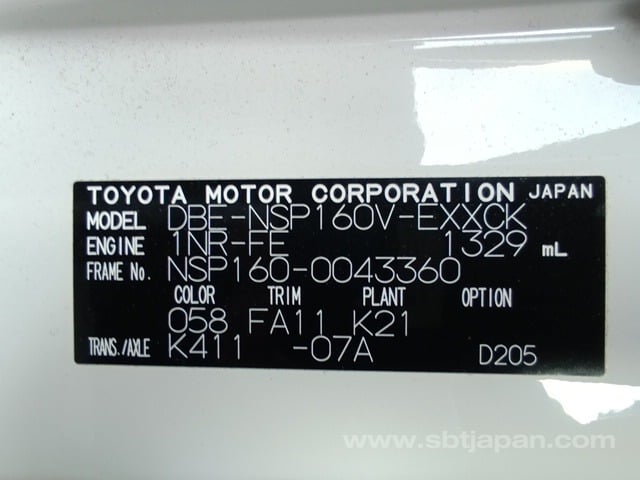 TOYOTA MOTOR CORPORATION JAPAN
MODEL DBE-NSP160V-EXXCK
ENGINE 1NR-FE 1329 mL
FRAME No. NSP160-0043360
COLOR TRIM PLANT OPTION
058 FA11 K21
TRANS./AXLE K411 -07A D205
www.sbtjapan.com